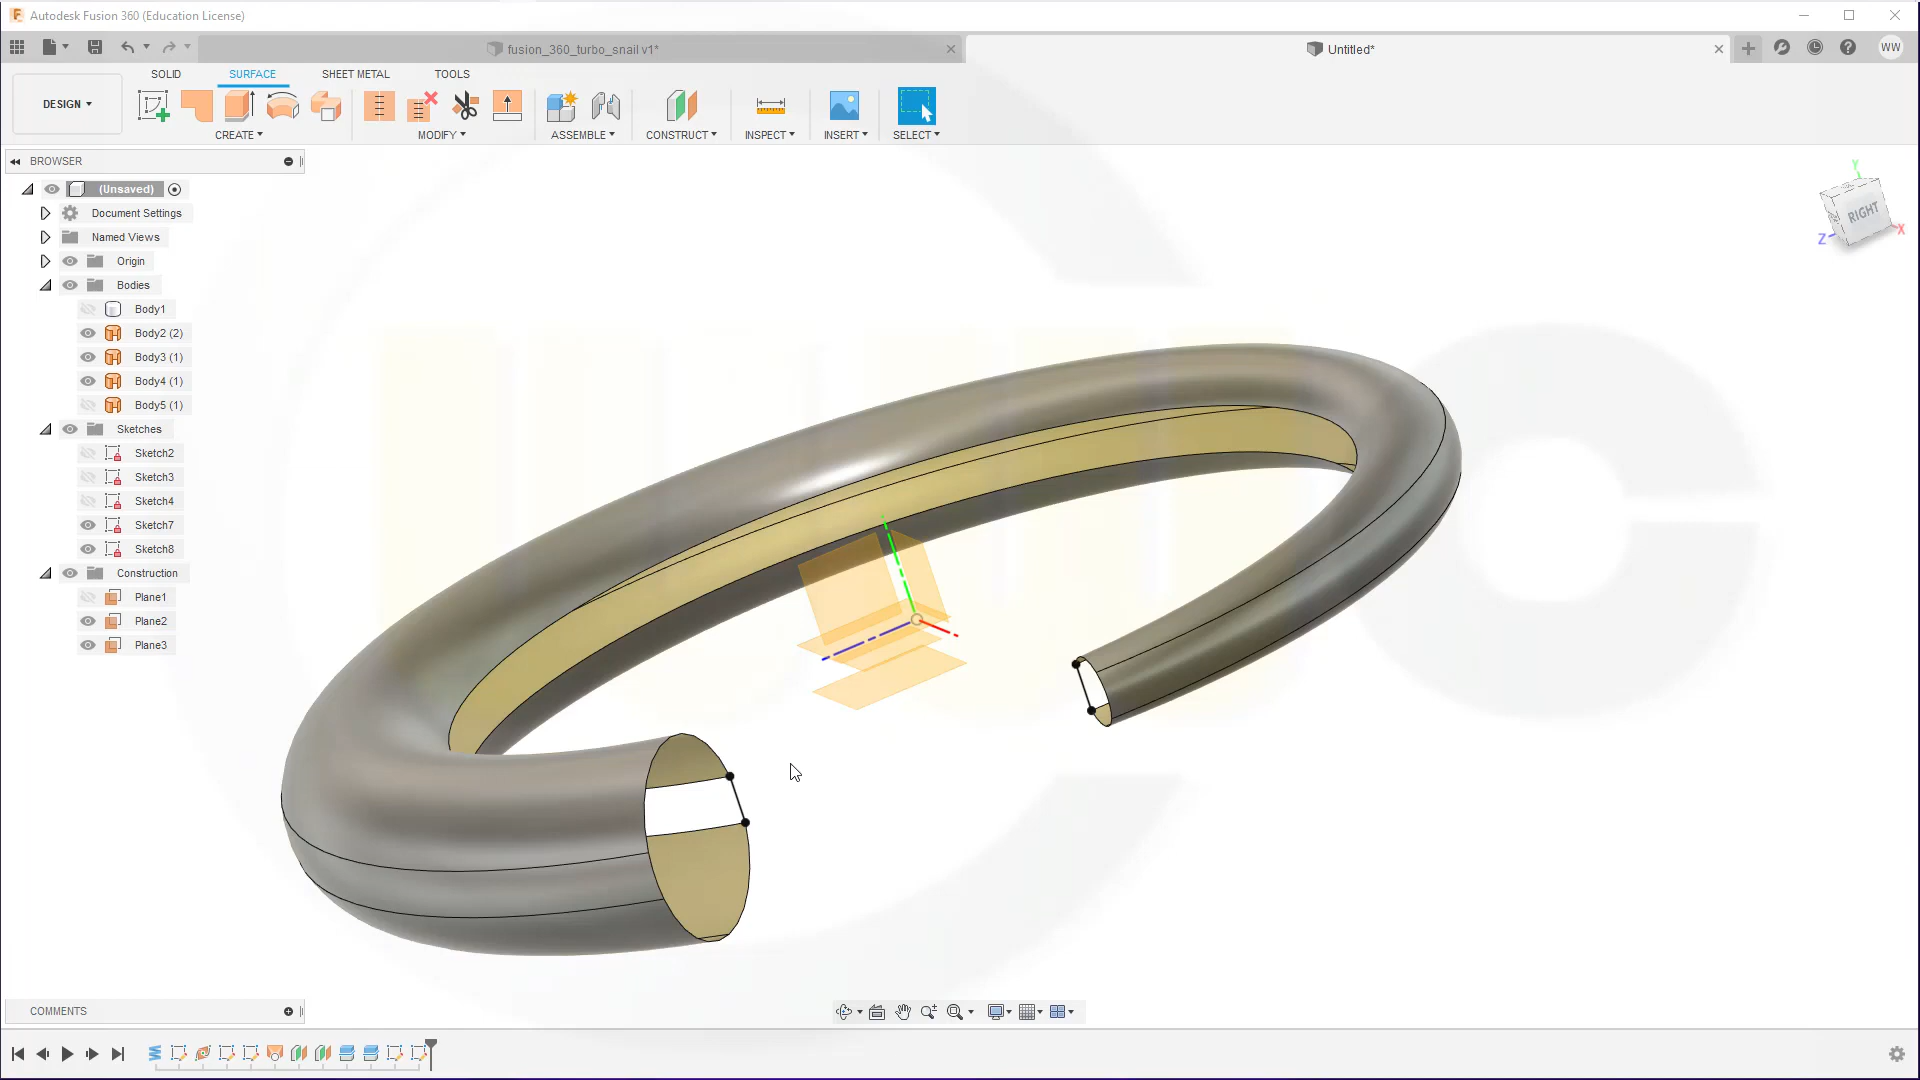 Autodesk Fusion 360 (Education License)
fusion_360_turbo_snail v1*
Untitled*
WW
SOLID
SURFACE
SHEET METAL
TOOLS
DESIGN
CREATE
MODIFY
ASSEMBLE
CONSTRUCT
INSPECT
INSERT
SELECT
BROWSER
(Unsaved)
Document Settings
Named Views
Origin
Bodies
Body1
Body2 (2)
Body3 (1)
Body4 (1)
Body5 (1)
Sketches
Sketch2
Sketch3
Sketch4
Sketch7
Sketch8
Construction
Plane1
Plane2
Plane3
Y
RIGHT
Z
X
COMMENTS